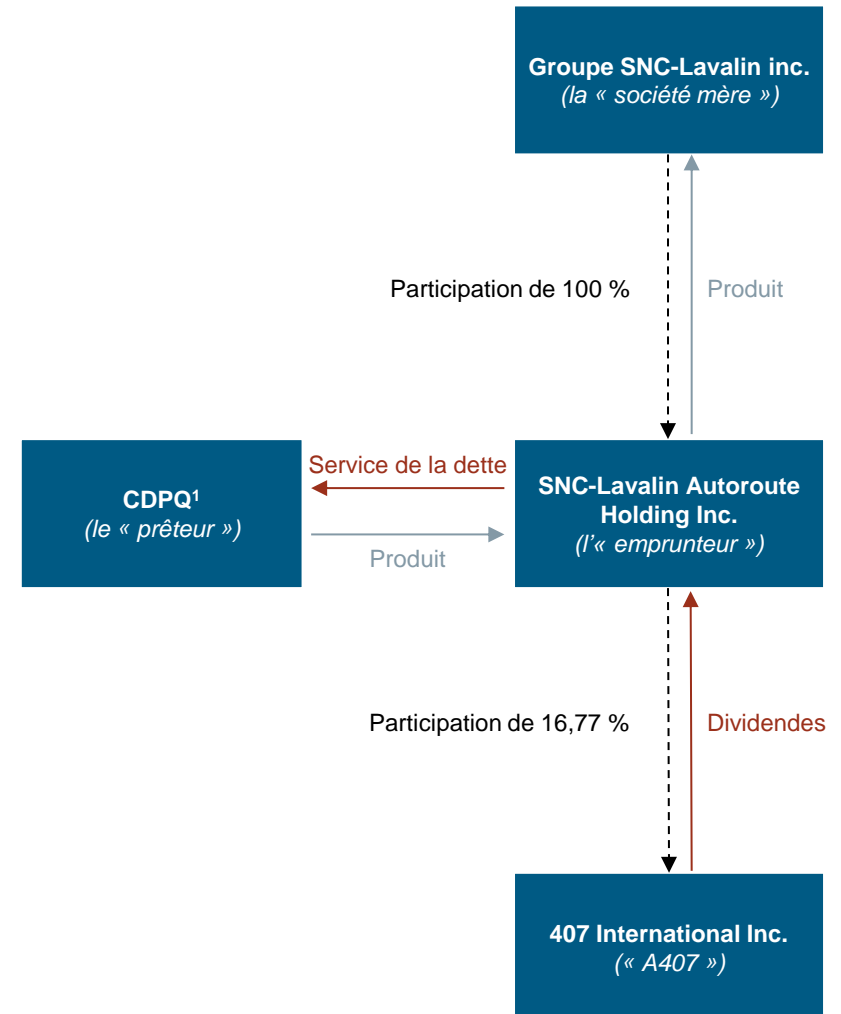 Groupe SNC-Lavalin inc.
(la « société mère »)
Participation de 100 %
Produit
Service de la dette
CDPQ¹
(le « prêteur »)
Produit
SNC-Lavalin Autoroute
Holding Inc.
(l'« emprunteur »)
Participation de 16,77 %
Dividendes
407 International Inc.
(« A407 »)